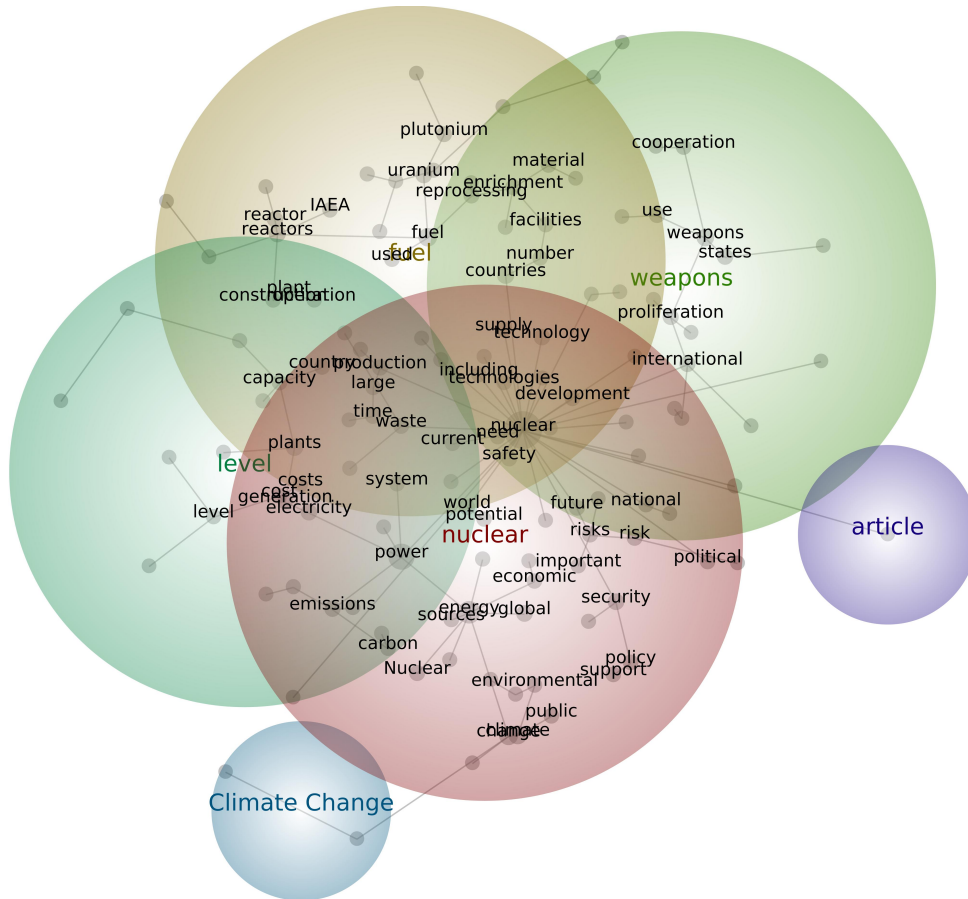 plutonium
cooperation
material
uranium
enrichment
reprocessing
IAEA
use
reactor
facilities
reactors
fuel
weapons
fuel
used
number
states
countries
weapons
plant
construction
operation
proliferation
supply
technology
country
production
international
including
capacity
large
technologies
development
time
waste
nuclear
need
current
plants
safety
level
costs
system
cost
generation
world
future
national
level
electricity
potential
article
nuclear
risks
risk
power
important
political
economic
emissions
security
sources
energy
global
carbon
Nuclear
policy
support
environmental
public
climate
change
Climate Change